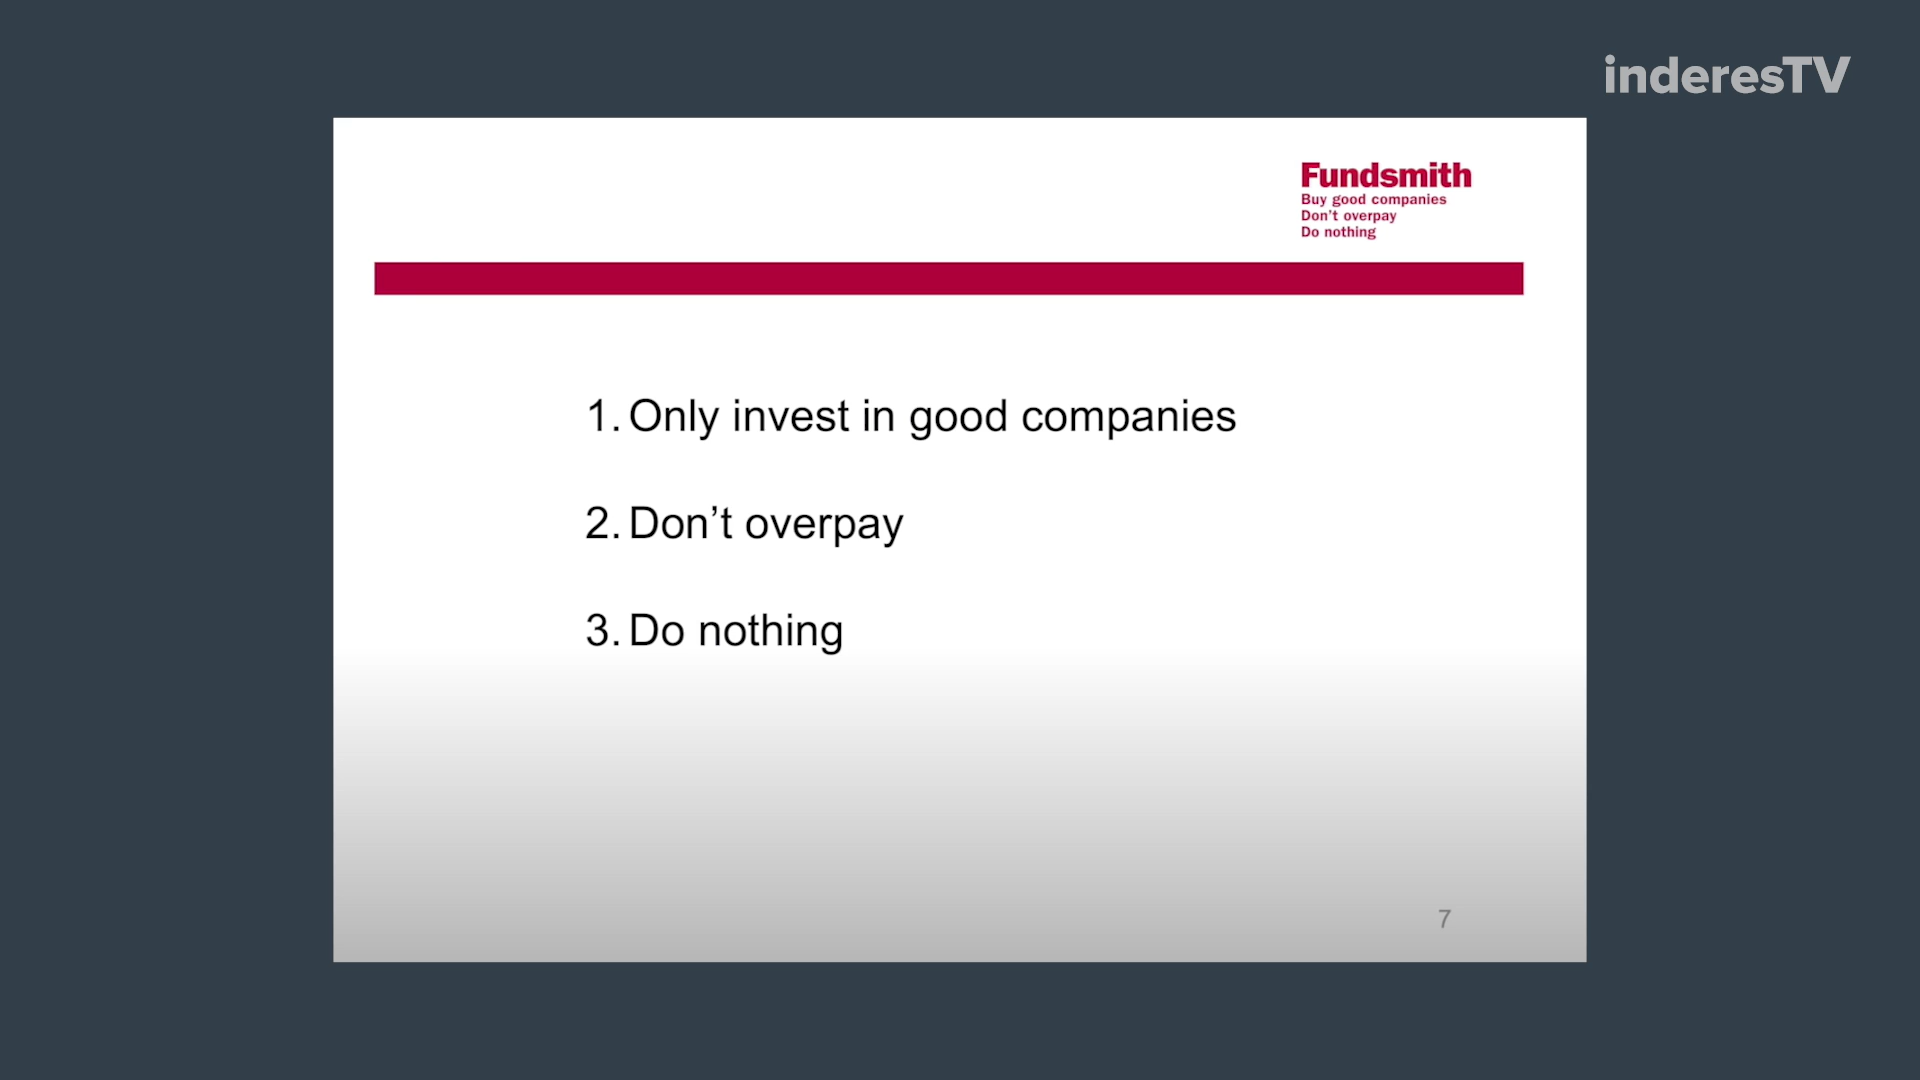 inderesTV
Fundsmith
Buy good companies
Don't overpay
Do nothing
1. Only invest in good companies
2. Don’t overpay
3. Do nothing
7